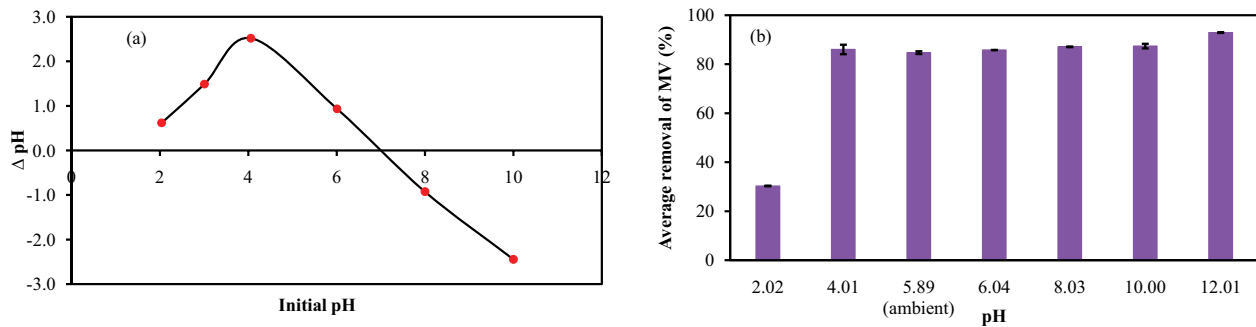 3.0
(a)
2.0
1.0
0.0
0 2 4 6 8 10 12
-1.0
-2.0
-3.0
Δ pH
Initial pH
100
(b)
80
60
40
20
0
Average removal of MV (%)
2.02 4.01 5.89 6.04 8.03 10.00 12.01
(ambient)
pH